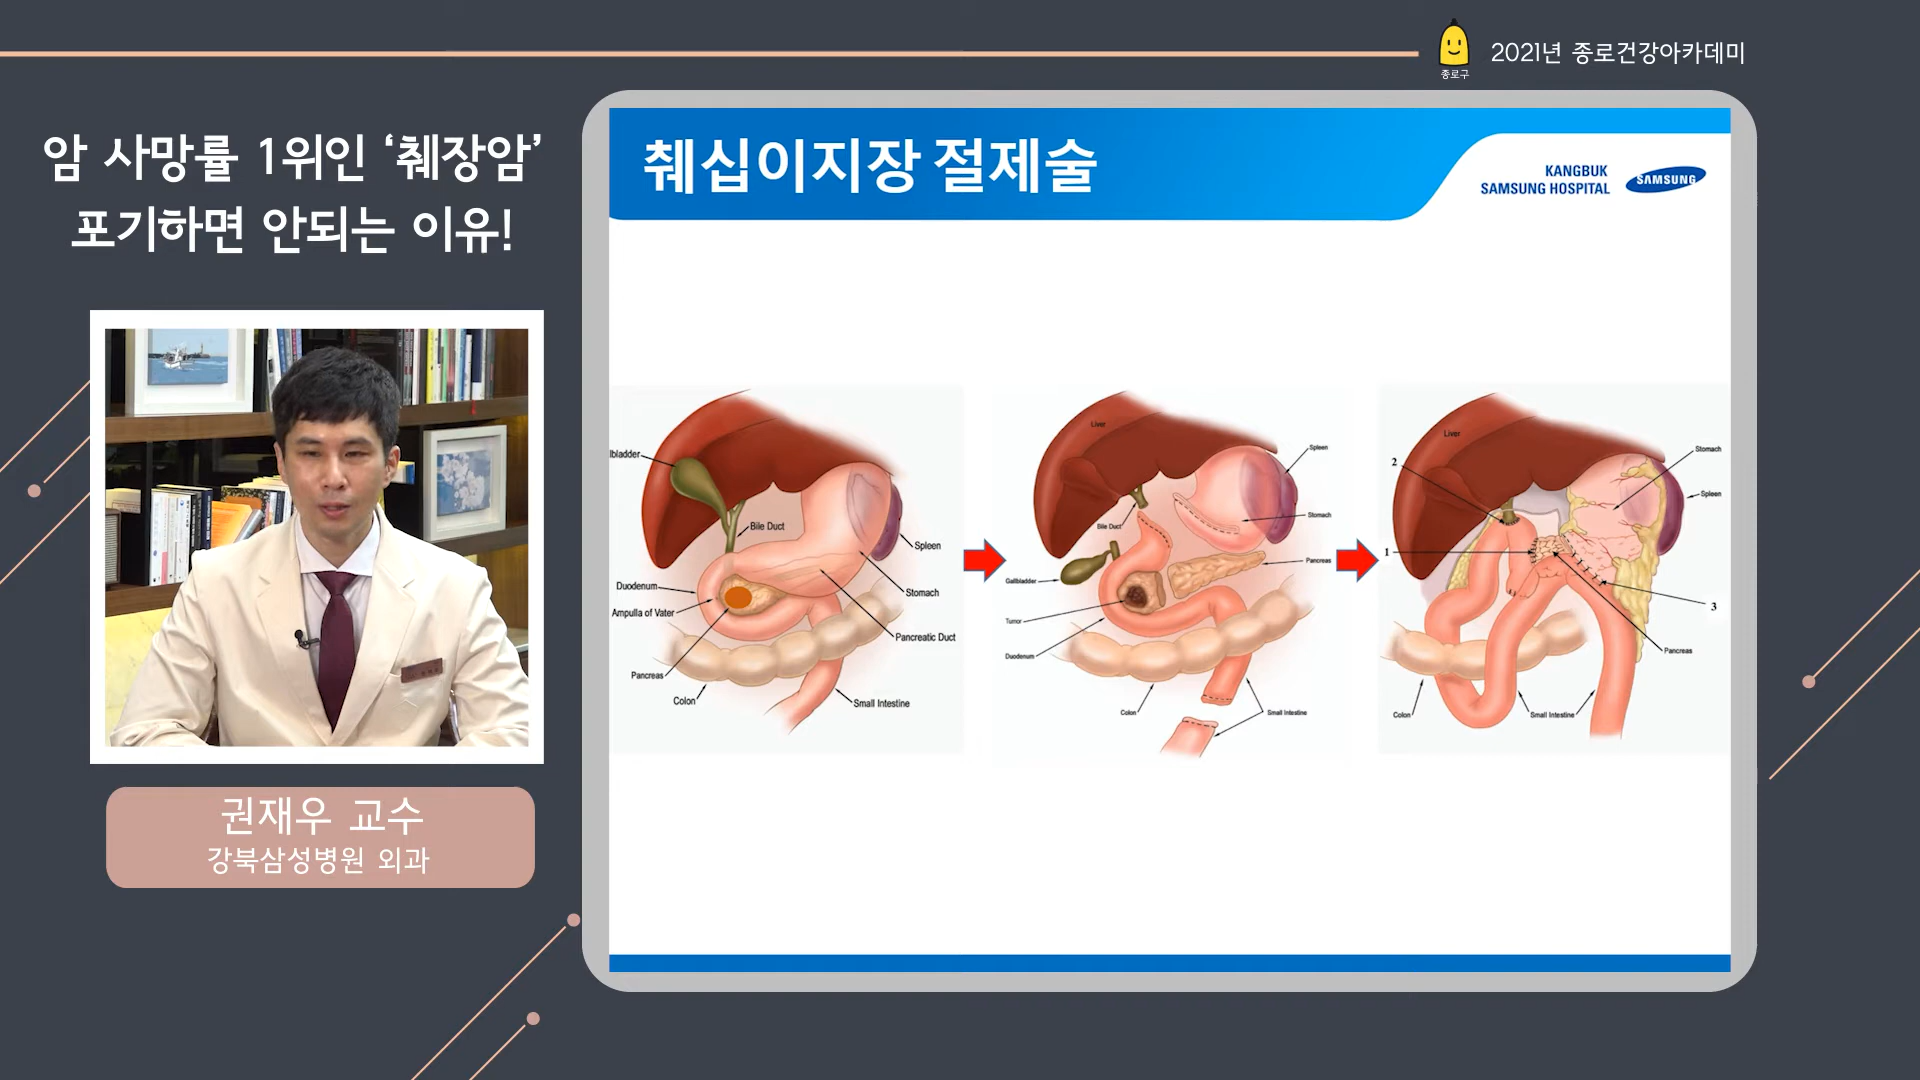 종로구
2021년 종로건강아카데미
암 사망률 1위인 ‘췌장암’
포기하면 안되는 이유!
췌십이지장 절제술
KANGBUK
SAMSUNG HOSPITAL
SAMSUNG
lbladder
Bile Duct
Spleen
Duodenum
Ampulla of Vater
Stomach
Pancreatic Duct
Pancreas
Colon
Small Intestine
Liver
Spleen
Bile Duct
Stomach
Pancreas
Gallbladder
Tumor
Duodenum
Colon
Small Intestine
Liver
2
Stomach
Spleen
1
3
Pancreas
Colon
Small Intestine
권재우 교수
강북삼성병원 외과